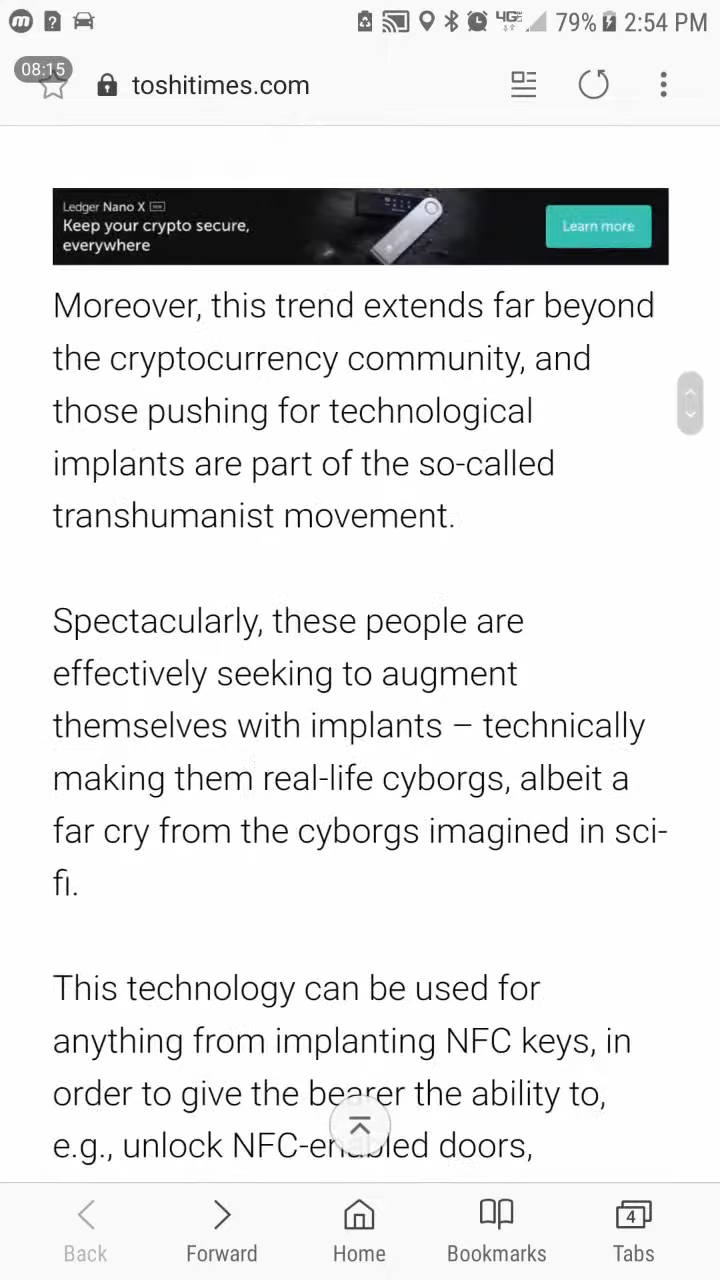 79% 2:54 PM
08:15
toshitimes.com
Ledger Nano X
Keep your crypto secure,
everywhere
Learn more
Moreover, this trend extends far beyond
the cryptocurrency community, and
those pushing for technological
implants are part of the so-called
transhumanist movement.
Spectacularly, these people are
effectively seeking to augment
themselves with implants – technically
making them real-life cyborgs, albeit a
far cry from the cyborgs imagined in sci-
fi.
This technology can be used for
anything from implanting NFC keys, in
order to give the bearer the ability to,
e.g., unlock NFC-enabled doors,
4
Back Forward Home Bookmarks Tabs